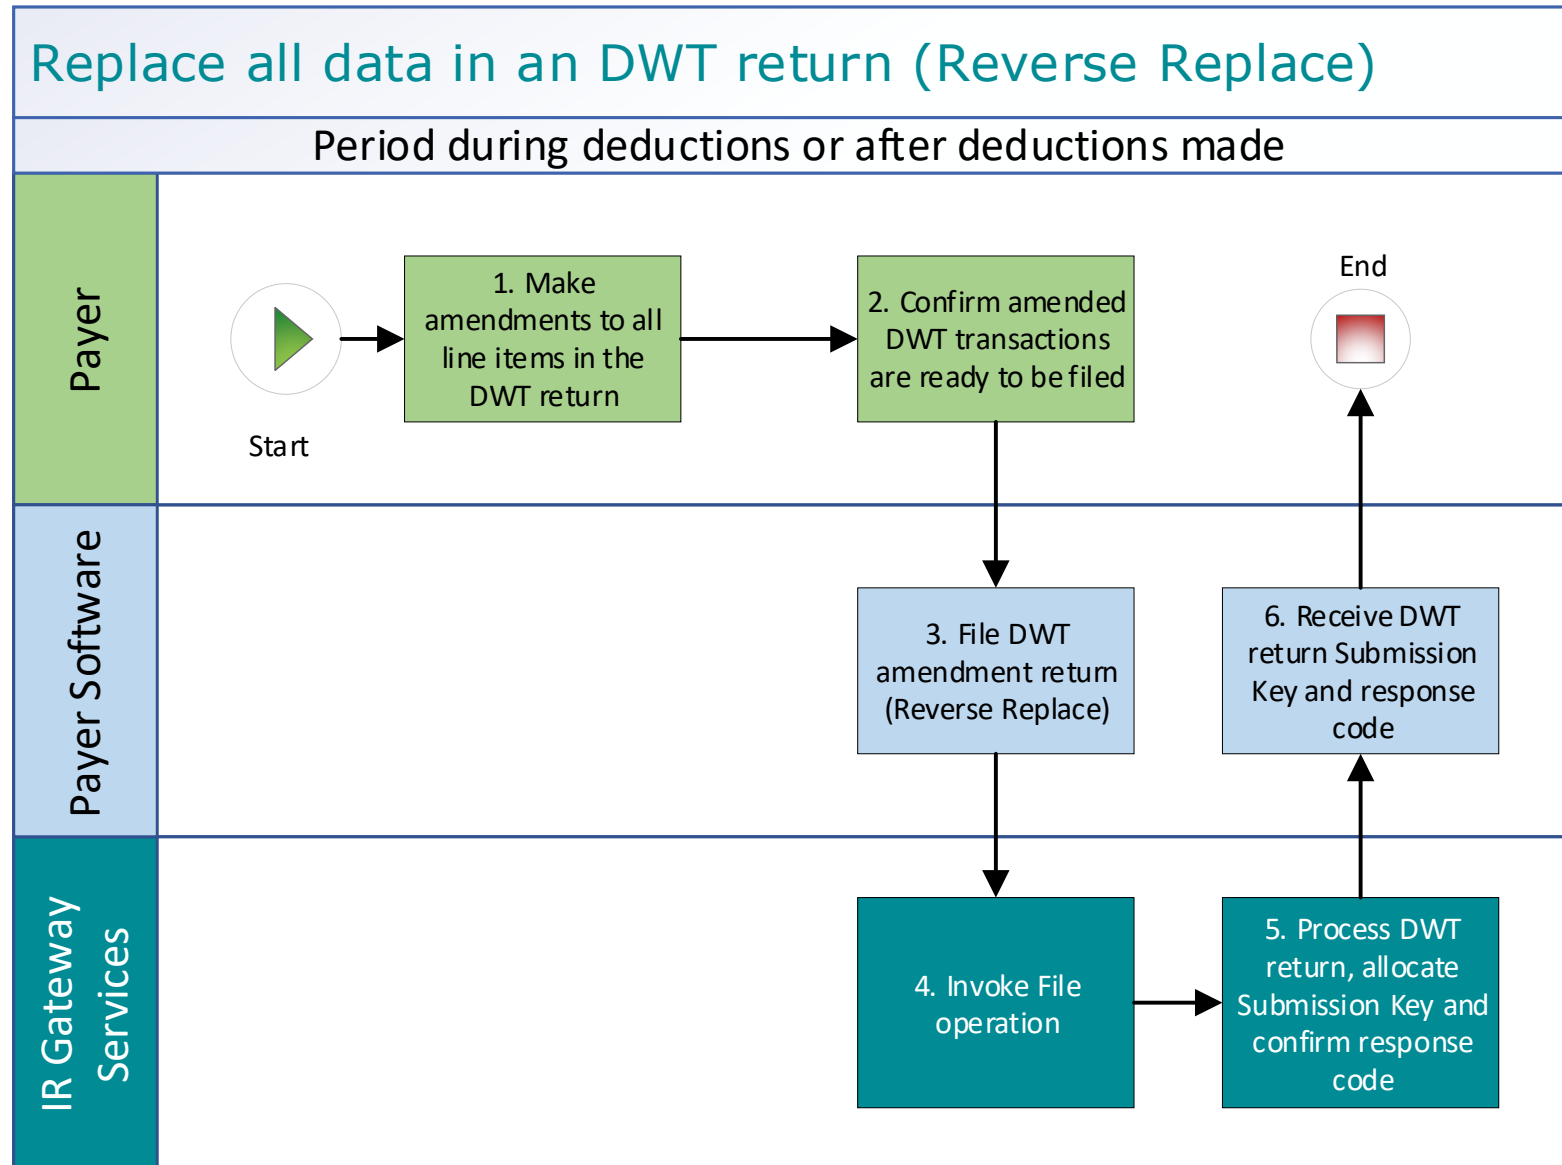 Replace all data in an DWT return (Reverse Replace)
Period during deductions or after deductions made
Payer
Start
1. Make
amendments to all
line items in the
DWT return
2. Confirm amended
DWT transactions
are ready to be filed
End
Payer Software
3. File DWT
amendment return
(Reverse Replace)
6. Receive DWT
return Submission
Key and response
code
IR Gateway
Services
4. Invoke File
operation
5. Process DWT
return, allocate
Submission Key and
confirm response
code